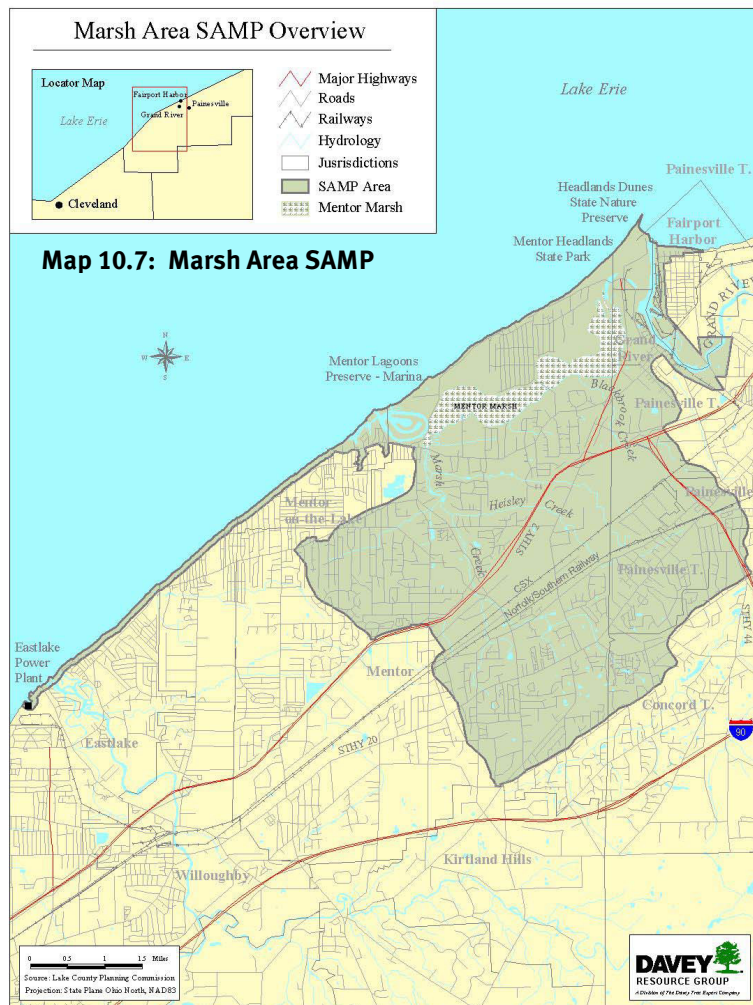 Marsh Area SAMP Overview
Locator Map
Fairport Harbor
Painesville
Grand River
Lake Erie
Cleveland
Major Highways
Roads
Railways
Hydrology
Jusrisdictions
SAMP Area
Mentor Marsh
Map 10.7: Marsh Area SAMP
Lake Erie
Painesville T.
Headlands Dunes
State Nature
Preserve
Fairport
Harbor
Mentor Headlands
State Park
GRAND RIVER
N
W
E
S
Grand
River
Mentor Lagoons
Preserve - Marina
Blackbrook Creek
Painesville T.
MENTOR MARSH
Marsh
Creek
Heisley
Creek
44
Mentor
-on-the-Lake
STHY 2
Painesville
CSX
Norfolk/Southern Railway
Painesville T.
STHY 44
Eastlake
Power
Plant
Mentor
Concord T.
90
Eastlake
STHY 20
Willoughby
Kirtland Hills
0 0.5 1 1.5 Miles
Source: Lake County Planning Commission
Projection: State Plane Ohio North, NAD83
DAVEY
RESOURCE GROUP
A Division of The Davey Tree Expert Company